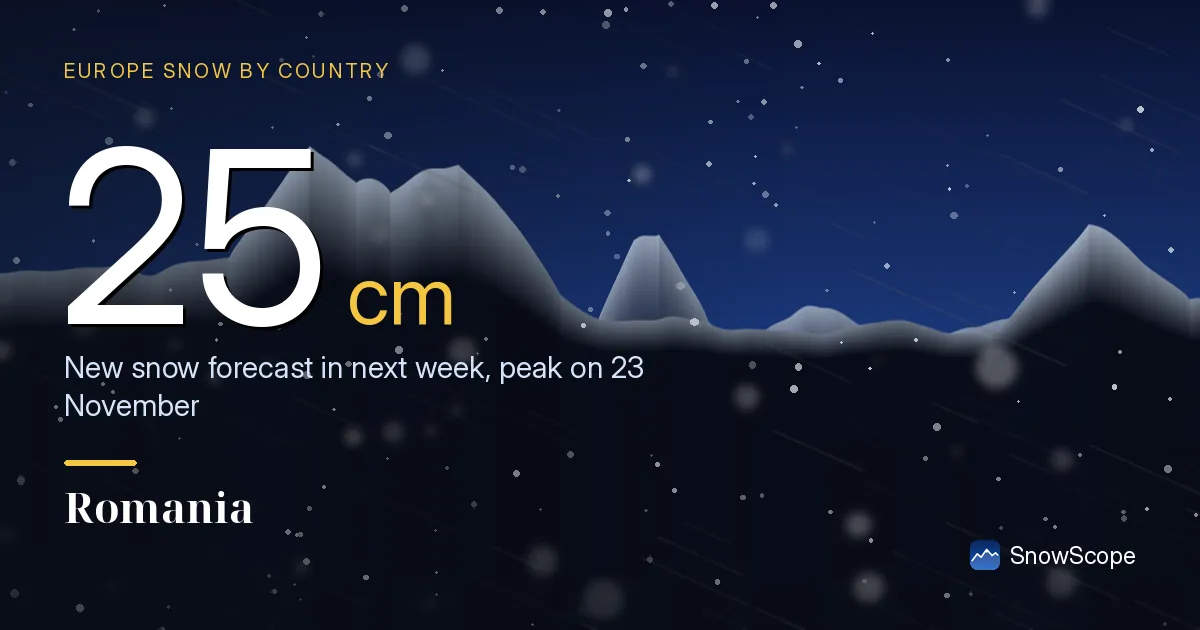 EUROPE SNOW BY COUNTRY
25 cm
New snow forecast in next week, peak on 23
November
Romania
SnowScope